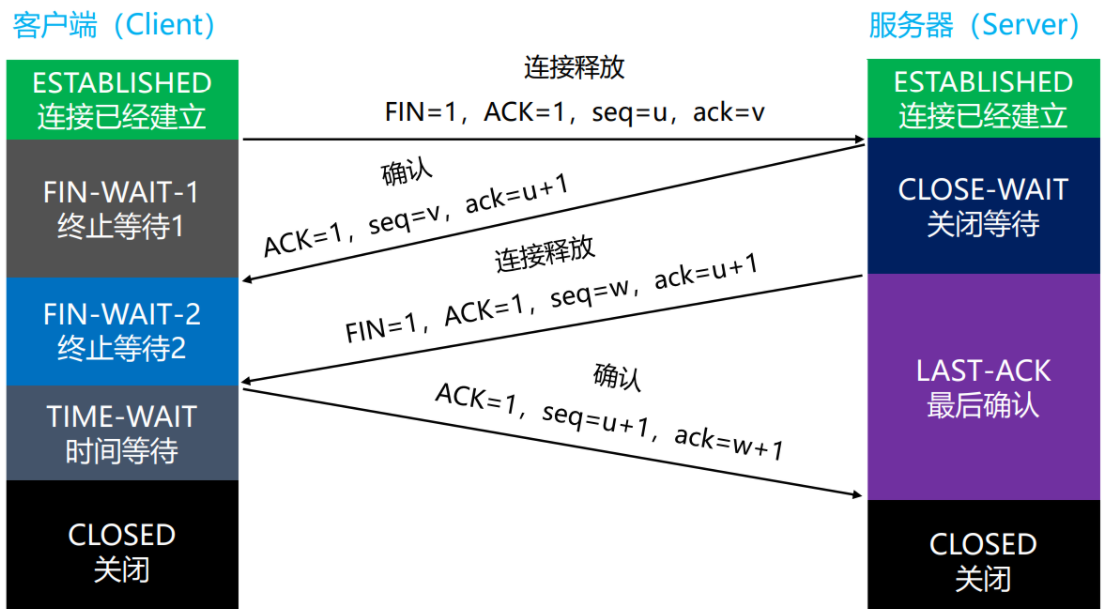 客户端（Client）
服务器（Server）
ESTABLISHED
连接已经建立
连接释放
FIN=1，ACK=1，seq=u，ack=v
ESTABLISHED
连接已经建立
FIN-WAIT-1
终止等待1
确认
ACK=1，seq=v，ack=u+1
CLOSE-WAIT
关闭等待
连接释放
FIN=1，ACK=1，seq=w，ack=u+1
FIN-WAIT-2
终止等待2
确认
ACK=1，seq=u+1，ack=w+1
LAST-ACK
最后确认
TIME-WAIT
时间等待
CLOSED
关闭
CLOSED
关闭